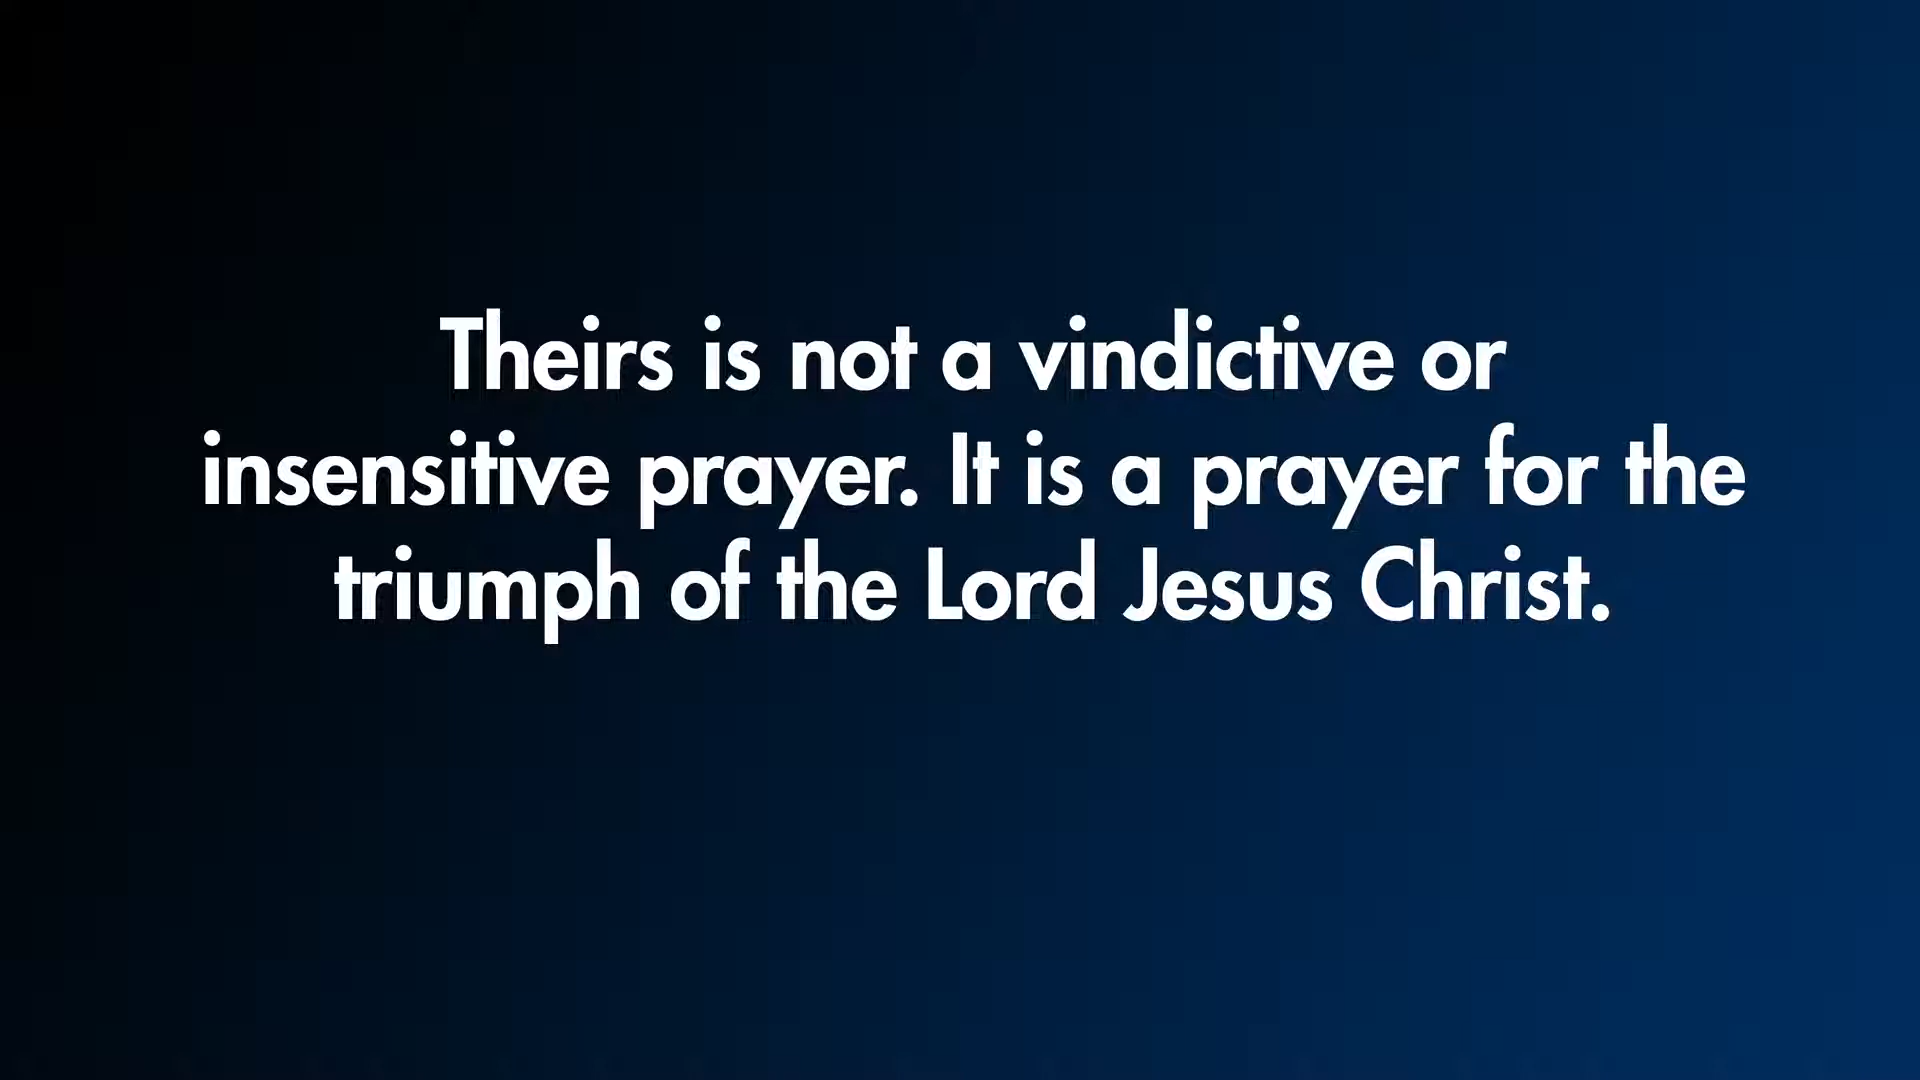 Theirs is not a vindictive or
insensitive prayer. It is a prayer for the
triumph of the Lord Jesus Christ.